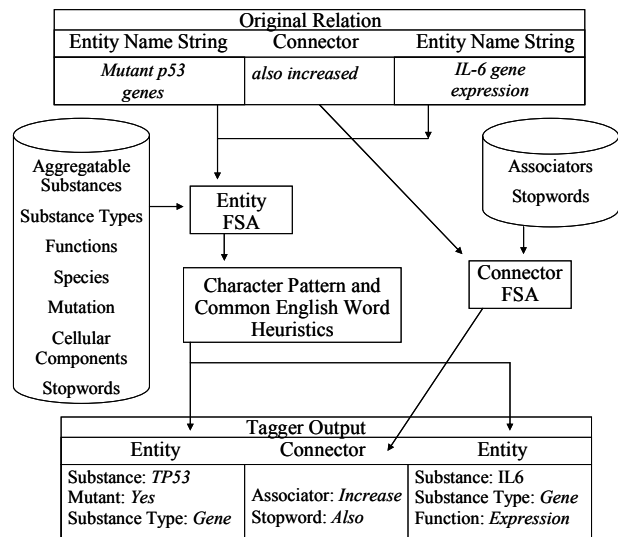 Original Relation
Entity Name String
Connector
Entity Name String
Mutant p53
genes
also increased
IL-6 gene
expression
Aggregatable
Substances
Substance Types
Functions
Species
Mutation
Cellular
Components
Stopwords
Entity
FSA
Associators
Stopwords
Character Pattern and
Common English Word
Heuristics
Connector
FSA
Tagger Output
Entity
Connector
Entity
Substance: TP53
Mutant: Yes
Substance Type: Gene
Associator: Increase
Stopword: Also
Substance: IL6
Substance Type: Gene
Function: Expression